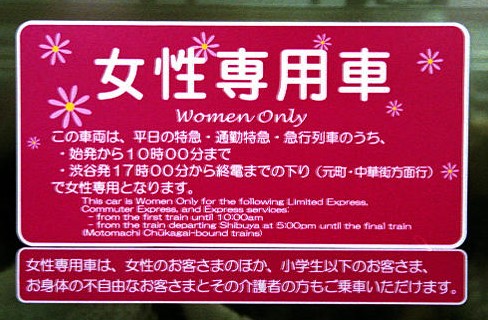 女性専用車
Women Only
この車両は、平日の特急・通勤特急・急行列車のうち、
・始発から10時00分まで
・渋谷発17時00分から終電までの下り（元町・中華街方面行）
で女性専用となります。
This car is Women Only for the following Limited Express,
Commuter Express, and Express services:
– from the first train until 10:00am
– from the train departing Shibuya at 5:00pm until the final train
(Motomachi Chūkagai-bound trains)
女性専用車は、女性のお客さまのほか、小学生以下のお客さま、
お身体の不自由なお客さまとその介護者の方もご乗車いただけます。